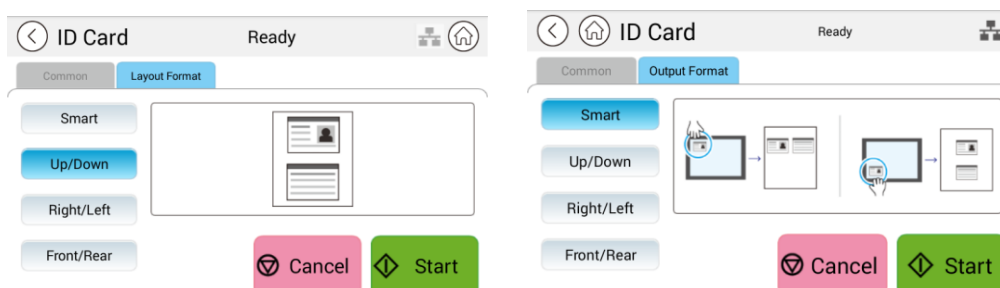 ID Card
Ready
Common
Layout Format
Smart
Up/Down
Right/Left
Front/Rear
Cancel
Start
ID Card
Ready
Common
Output Format
Smart
Up/Down
Right/Left
Front/Rear
Cancel
Start